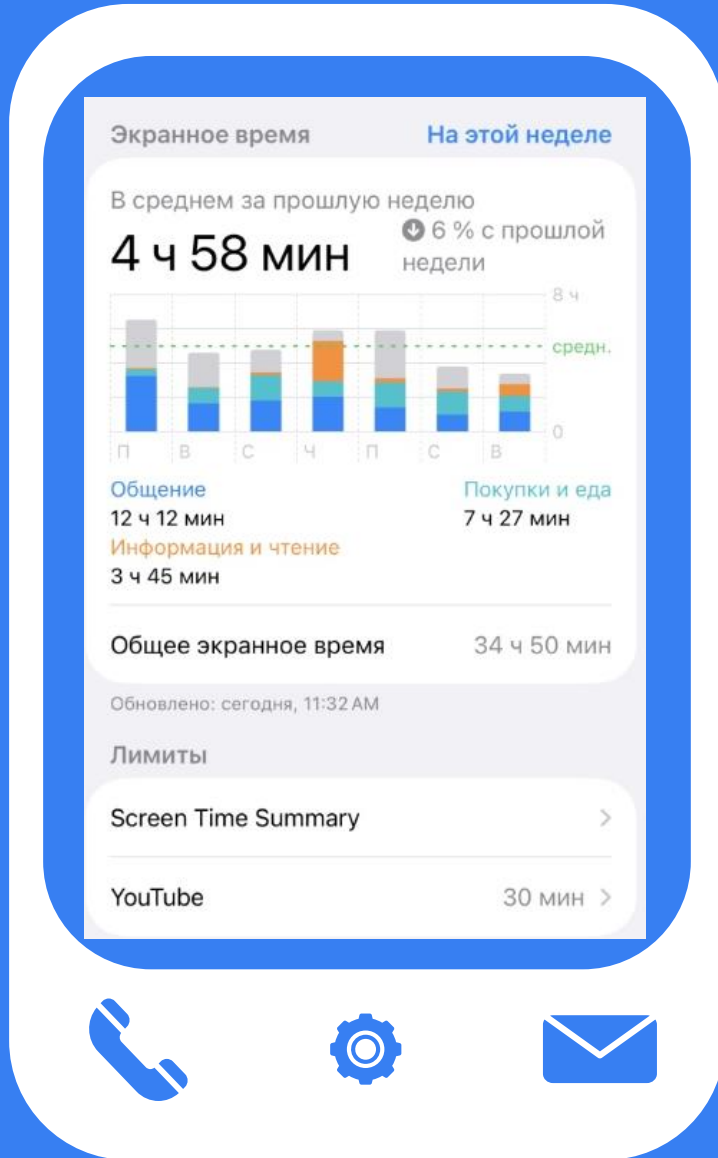 Экранное время На этой неделе
В среднем за прошлую неделю
4 ч 58 мин 6 % с прошлой
недели
8 ч
средн.
0
П В С Ч П С В
Общение Покупки и еда
12 ч 12 мин 7 ч 27 мин
Информация и чтение
3 ч 45 мин
Общее экранное время 34 ч 50 мин
Обновлено: сегодня, 11:32 AM
Лимиты
Screen Time Summary
YouTube 30 мин